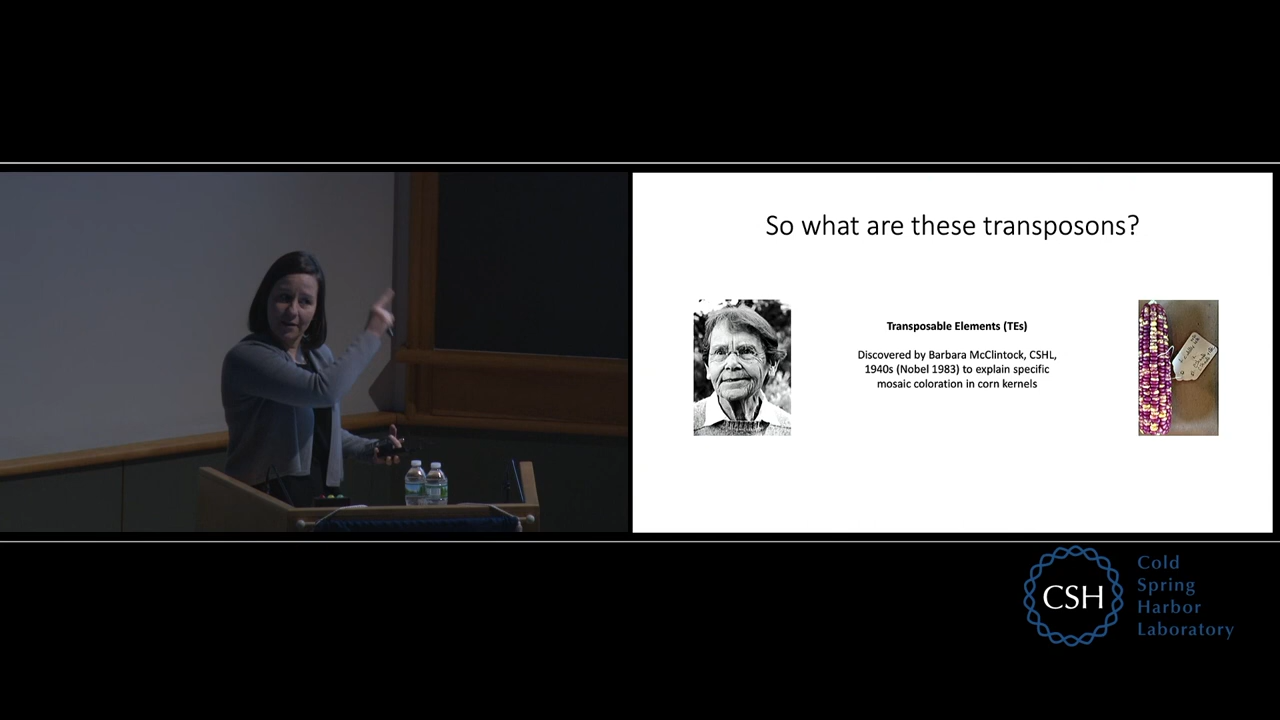 So what are these transposons?
Transposable Elements (TEs)
Discovered by Barbara McClintock, CSHL,
1940s (Nobel 1983) to explain specific
mosaic coloration in corn kernels
CSH
Cold
Spring
Harbor
Laboratory